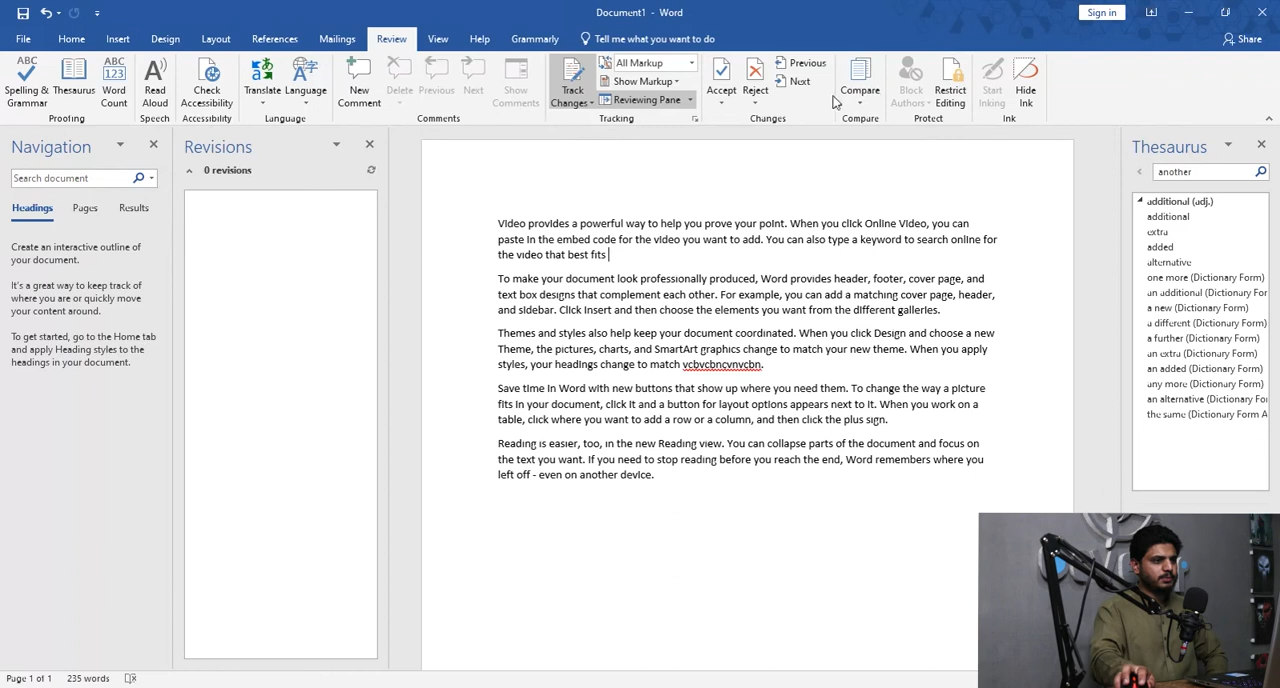 Document1 - Word
Sign in
File Home Insert Design Layout References Mailings Review View Help Grammarly Tell me what you want to do Share
ABC
Spelling & Grammar
Thesaurus
ABC 123
Word Count
Proofing
Read Aloud
Speech
Check Accessibility
Accessibility
Translate
Language
Language
New Comment
Delete
Previous
Next
Show Comments
Comments
Track Changes
All Markup
Show Markup
Reviewing Pane
Tracking
Accept
Reject
Previous
Next
Changes
Compare
Compare
Block Authors
Restrict Editing
Protect
Start Inking
Hide Ink
Ink
Navigation
Search document
Headings Pages Results
Create an interactive outline of
your document.
It's a great way to keep track of
where you are or quickly move
your content around.
To get started, go to the Home tab
and apply Heading styles to the
headings in your document.
Revisions
0 revisions
Video provides a powerful way to help you prove your point. When you click Online Video, you can
paste in the embed code for the video you want to add. You can also type a keyword to search online for
the video that best fits
To make your document look professionally produced, Word provides header, footer, cover page, and
text box designs that complement each other. For example, you can add a matching cover page, header,
and sidebar. Click Insert and then choose the elements you want from the different galleries.
Themes and styles also help keep your document coordinated. When you click Design and choose a new
Theme, the pictures, charts, and SmartArt graphics change to match your new theme. When you apply
styles, your headings change to match vcbvcbncvnvcbn.
Save time in Word with new buttons that show up where you need them. To change the way a picture
fits in your document, click it and a button for layout options appears next to it. When you work on a
table, click where you want to add a row or a column, and then click the plus sign.
Reading is easier, too, in the new Reading view. You can collapse parts of the document and focus on
the text you want. If you need to stop reading before you reach the end, Word remembers where you
left off - even on another device.
Thesaurus
another
additional (adj.)
additional
extra
added
alternative
one more (Dictionary Form)
an additional (Dictionary Form)
a new (Dictionary Form)
a different (Dictionary Form)
a further (Dictionary Form)
an extra (Dictionary Form)
an added (Dictionary Form)
any more (Dictionary Form)
an alternative (Dictionary Fo
the same (Dictionary Form A
Page 1 of 1 235 words